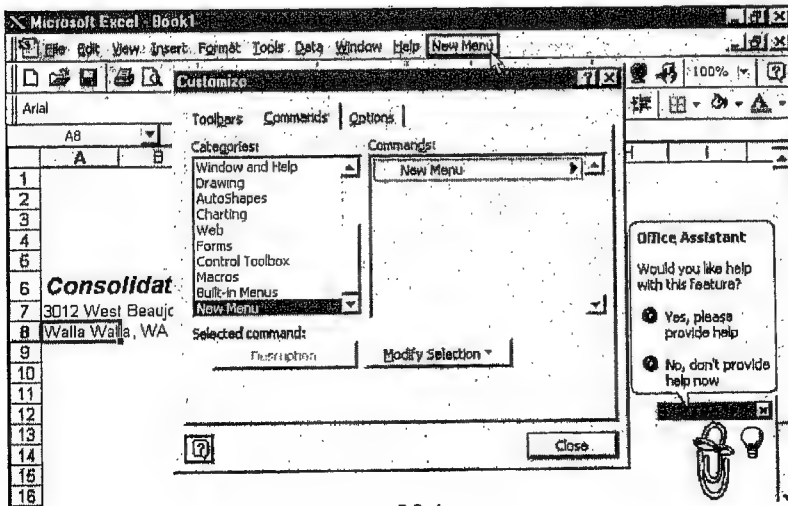 Microsoft Excel - Book1
File Edit View Insert Format Tools Data Window Help New Menu
100%
Arial
A8
Customize
Toolbars Commands Options
Categories:
Window and Help
Drawing
AutoShapes
Charting
Web
Forms
Control Toolbox
Macros
Built-in Menus
New Menu
Commands:
New Menu
Selected command:
Description
Modify Selection
Close
A B I
1
2
3
4
5
6 Consolidat
7 3012 West Beaujo
8 Walla Walla, WA
9
10
11
12
13
14
15
16
Office Assistant
Would you like help
with this feature?
Yes, please
provide help
No, don't provide
help now